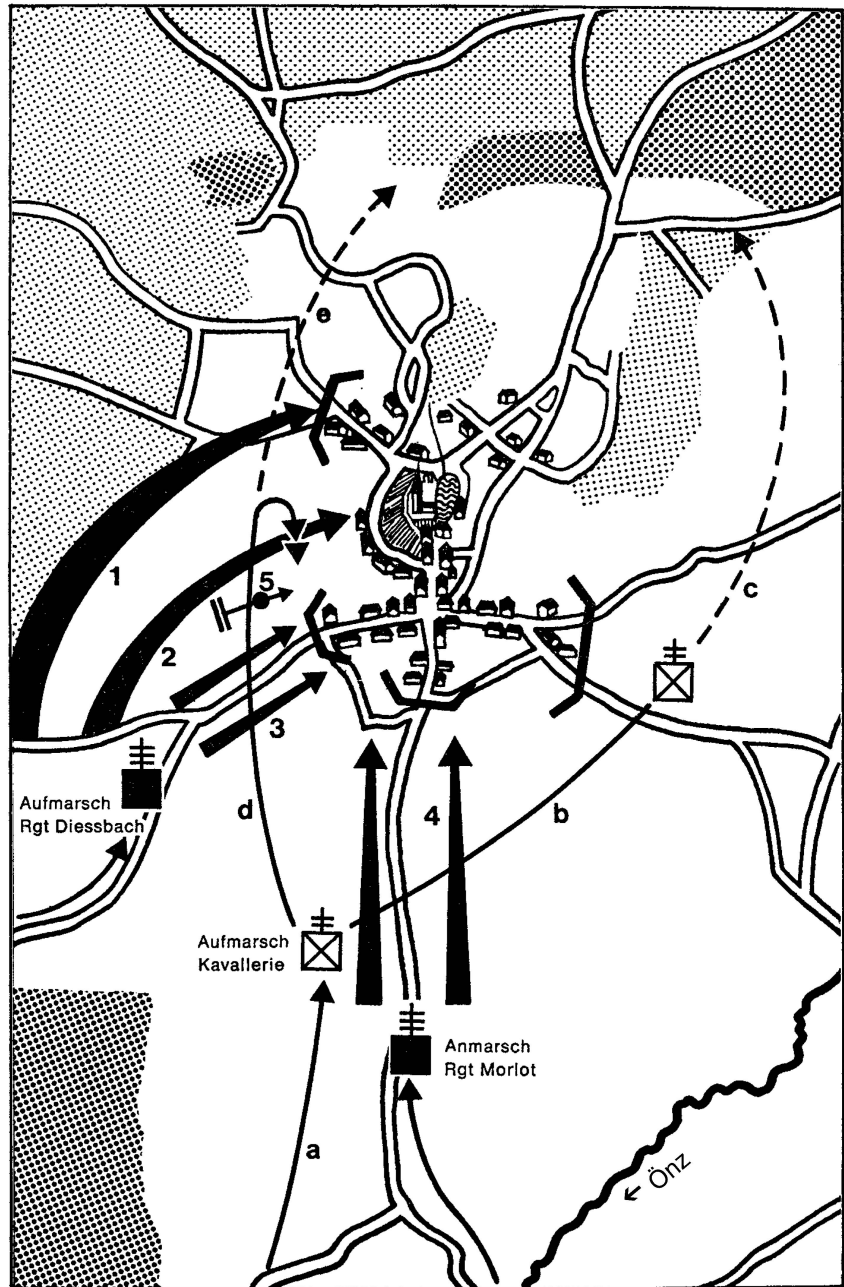 e
1
5
c
2
3
Aufmarsch
Rgt Diessbach
d
4
b
Aufmarsch
Kavallerie
Anmarsch
Rgt Morlot
a
← Önz